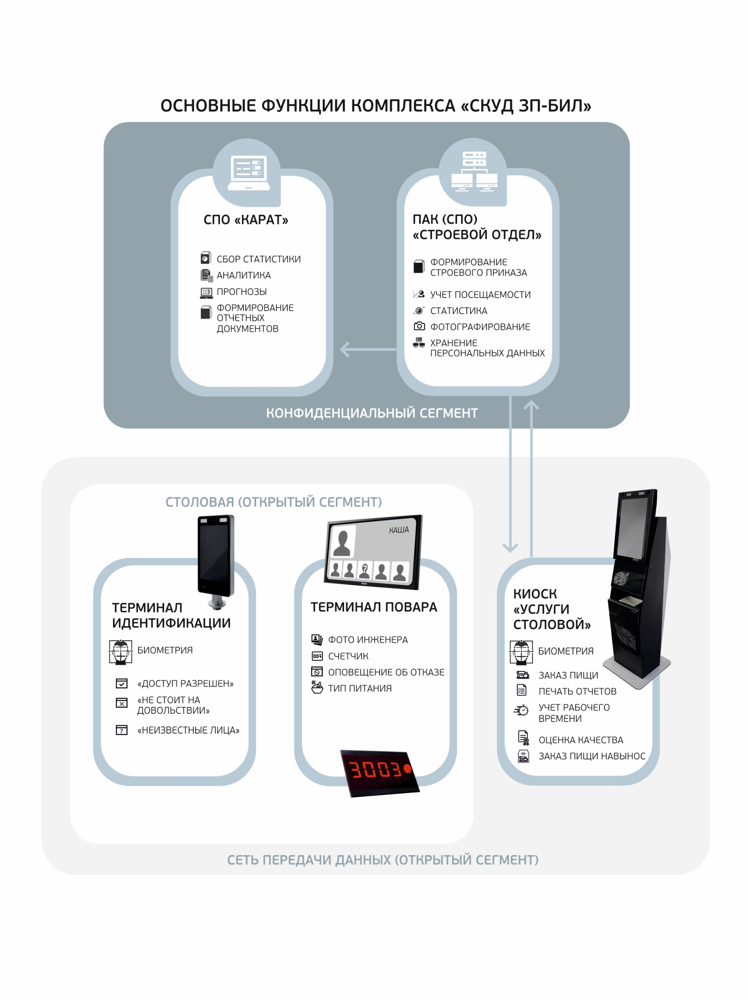 ОСНОВНЫЕ ФУНКЦИИ КОМПЛЕКСА «СКУД ЗП-БИЛ»
СПО «КАРАТ»
СБОР СТАТИСТИКИ
АНАЛИТИКА
ПРОГНОЗЫ
ФОРМИРОВАНИЕ
ОТЧЕТНЫХ
ДОКУМЕНТОВ
ПАК (СПО)
«СТРОЕВОЙ ОТДЕЛ»
ФОРМИРОВАНИЕ
СТРОЕВОГО ПРИКАЗА
УЧЕТ ПОСЕЩАЕМОСТИ
СТАТИСТИКА
ФОТОГРАФИРОВАНИЕ
ХРАНЕНИЕ
ПЕРСОНАЛЬНЫХ ДАННЫХ
КОНФИДЕНЦИАЛЬНЫЙ СЕГМЕНТ
СТОЛОВАЯ (ОТКРЫТЫЙ СЕГМЕНТ)
ТЕРМИНАЛ
ИДЕНТИФИКАЦИИ
БИОМЕТРИЯ
«ДОСТУП РАЗРЕШЕН»
«НЕ СТОИТ НА
ДОВОЛЬСТВИИ»
?
«НЕИЗВЕСТНЫЕ ЛИЦА»
КАША
?
ТЕРМИНАЛ ПОВАРА
ФОТО ИНЖЕНЕРА
007
СЧЕТЧИК
ОПОВЕЩЕНИЕ ОБ ОТКАЗЕ
ТИП ПИТАНИЯ
3003
КИОСК
«УСЛУГИ
СТОЛОВОЙ»
БИОМЕТРИЯ
ЗАКАЗ ПИЩИ
ПЕЧАТЬ ОТЧЕТОВ
УЧЕТ РАБОЧЕГО
ВРЕМЕНИ
ОЦЕНКА КАЧЕСТВА
ЗАКАЗ ПИЩИ НАВЫНОС
СЕТЬ ПЕРЕДАЧИ ДАННЫХ (ОТКРЫТЫЙ СЕГМЕНТ)